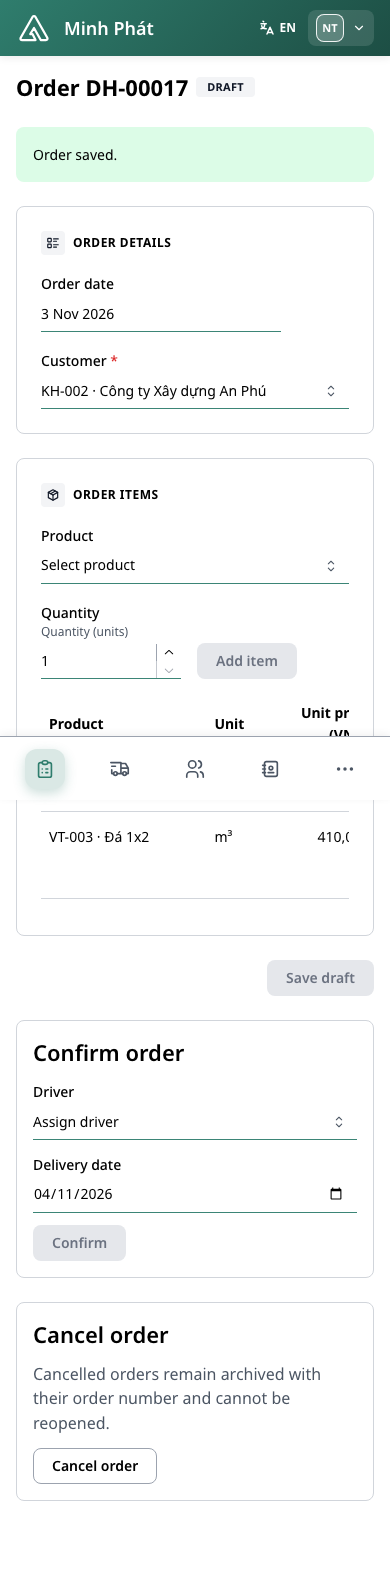 Minh Phát
EN
NT
Order DH-00017
DRAFT
Order saved.
ORDER DETAILS
Order date
3 Nov 2026
Customer *
KH-002 · Công ty Xây dựng An Phú
ORDER ITEMS
Product
Select product
Quantity
Quantity (units)
1
Add item
Product
Unit
Unit pr
VT-003 · Đá 1x2
m³
410,0
Save draft
Confirm order
Driver
Assign driver
Delivery date
04/11/2026
Confirm
Cancel order
Cancelled orders remain archived with
their order number and cannot be
reopened.
Cancel order